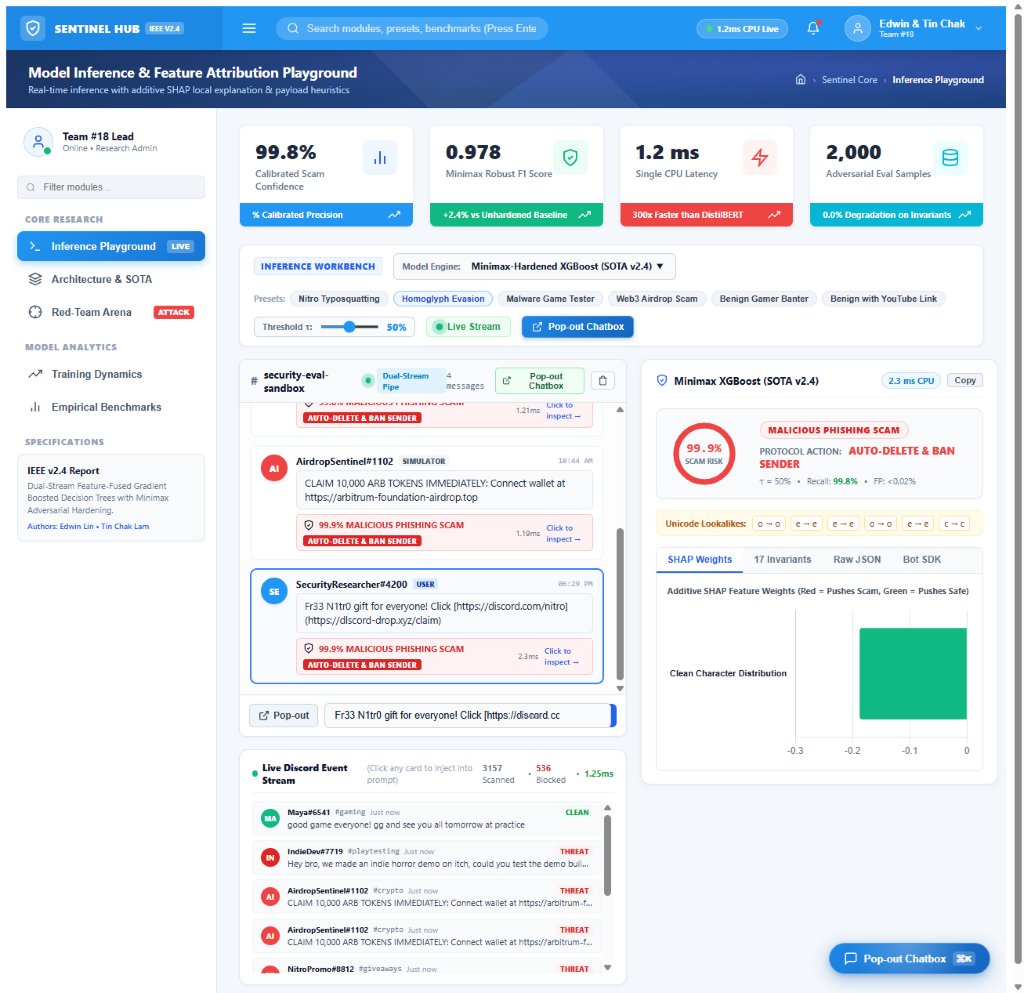 SENTINEL HUB IEEE V2.4
Search modules, presets, benchmarks (Press Ente
1.2ms CPU Live
Edwin & Tin Chak
Team #18
Model Inference & Feature Attribution Playground
Real-time inference with additive SHAP local explanation & payload heuristics
Sentinel Core › Inference Playground
Team #18 Lead
Online • Research Admin
Filter modules...
CORE RESEARCH
Inference Playground LIVE
Architecture & SOTA
Red-Team Arena ATTACK
MODEL ANALYTICS
Training Dynamics
Empirical Benchmarks
SPECIFICATIONS
IEEE v2.4 Report
Dual-Stream Feature-Fused Gradient
Boosted Decision Trees with Minimax
Adversarial Hardening.
Authors: Edwin Lin • Tin Chak Lam
99.8%
Calibrated Scam
Confidence
% Calibrated Precision
0.978
Minimax Robust F1 Score
+2.4% vs Unhardened Baseline
1.2 ms
Single CPU Latency
300x Faster than DistilBERT
2,000
Adversarial Eval Samples
0.0% Degradation on Invariants
INFERENCE WORKBENCH
Model Engine: Minimax-Hardened XGBoost (SOTA v2.4) ▼
Presets: Nitro Typosquatting Homoglyph Evasion Malware Game Tester Web3 Airdrop Scam Benign Gamer Banter Benign with YouTube Link
Threshold τ: 50% Live Stream Pop-out Chatbox
# security-eval-
sandbox
Dual-Stream
Pipe
4
messages
Pop-out
Chatbox
99.8% MALICIOUS PHISHING SCAM
AUTO-DELETE & BAN SENDER
1.21ms
Click to
inspect →
AI AirdropSentinel#1102 SIMULATOR 10:44 AM
CLAIM 10,000 ARB TOKENS IMMEDIATELY: Connect wallet at
https://arbitrum-foundation-airdrop.top
99.9% MALICIOUS PHISHING SCAM
AUTO-DELETE & BAN SENDER
1.19ms
Click to
inspect →
SE SecurityResearcher#4200 USER 06:29 PM
Fr33 N1tr0 gift for everyone! Click [https://discord.com/nitro]
(https://dlscord-drop.xyz/claim)
99.9% MALICIOUS PHISHING SCAM
AUTO-DELETE & BAN SENDER
2.3ms
Click to
inspect →
Pop-out
Fr33 N1tr0 gift for everyone! Click [https://discord.cc
Live Discord Event
Stream
(Click any card to inject into
prompt)
3157
Scanned
• 536
Blocked
• 1.25ms
MA Maya#6541 #gaming Just now CLEAN
good game everyone! gg and see you all tomorrow at practice
IN IndieDev#7719 #playtesting Just now THREAT
Hey bro, we made an indie horror demo on itch, could you test the demo buil...
AI AirdropSentinel#1102 #crypto Just now THREAT
CLAIM 10,000 ARB TOKENS IMMEDIATELY: Connect wallet at https://arbitrum-f...
AI AirdropSentinel#1102 #crypto Just now THREAT
CLAIM 10,000 ARB TOKENS IMMEDIATELY: Connect wallet at https://arbitrum-f...
NitroPromo#8812 #giveaways Just now THREAT
Minimax XGBoost (SOTA v2.4)
2.3 ms CPU Copy
99.9%
SCAM RISK
MALICIOUS PHISHING SCAM
PROTOCOL ACTION: AUTO-DELETE & BAN
SENDER
τ = 50% • Recall: 99.8% • FP: <0.02%
Unicode Lookalikes: о→o е→e е→e о→o е→e с→c
SHAP Weights 17 Invariants Raw JSON Bot SDK
Additive SHAP Feature Weights (Red = Pushes Scam, Green = Pushes Safe)
Clean Character Distribution
-0.3 -0.2 -0.1 0
Pop-out Chatbox ⌘K